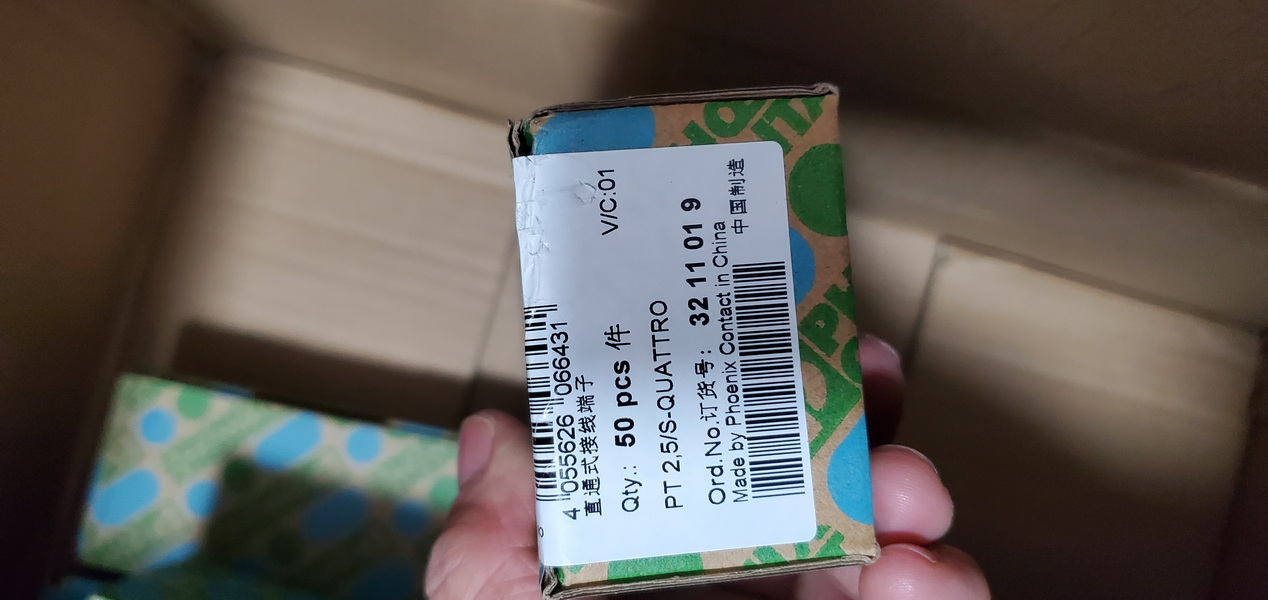 4 055626 066431
直通式接线端子
Qty.: 50 pcs 件
V/C:01
PT 2,5/S-QUATTRO
Ord.No.订货号: 32 11 01 9
Made by Phoenix Contact in China
中国制造